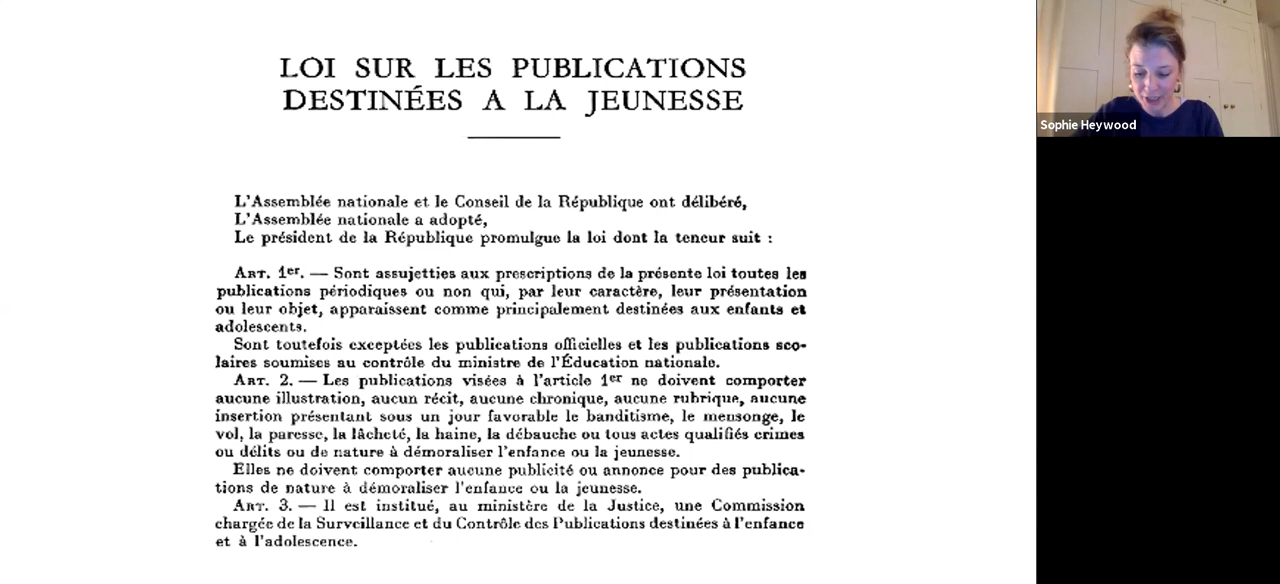 LOI SUR LES PUBLICATIONS
DESTINÉES A LA JEUNESSE
L'Assemblée nationale et le Conseil de la République ont délibéré,
L'Assemblée nationale a adopté,
Le président de la République promulgue la loi dont la teneur suit :
ART. 1er. — Sont assujetties aux prescriptions de la présente loi toutes les
publications périodiques ou non qui, par leur caractère, leur présentation
ou leur objet, apparaissent comme principalement destinées aux enfants et
adolescents.
Sont toutefois exceptées les publications officielles et les publications sco-
laires soumises au contrôle du ministre de l'Éducation nationale.
ART. 2. — Les publications visées à l'article 1er ne doivent comporter
aucune illustration, aucun récit, aucune chronique, aucune rubrique, aucune
insertion présentant sous un jour favorable le banditisme, le mensonge, le
vol, la paresse, la lâcheté, la haine, la débauche ou tous actes qualifiés crimes
ou délits ou de nature à démoraliser l'enfance ou la jeunesse.
Elles ne doivent comporter aucune publicité ou annonce pour des publica-
tions de nature à démoraliser l'enfance ou la jeunesse.
ART. 3. — Il est institué, au ministère de la Justice, une Commission
chargée de la Surveillance et du Contrôle des Publications destinées à l'enfance
et à l'adolescence.
Sophie Heywood